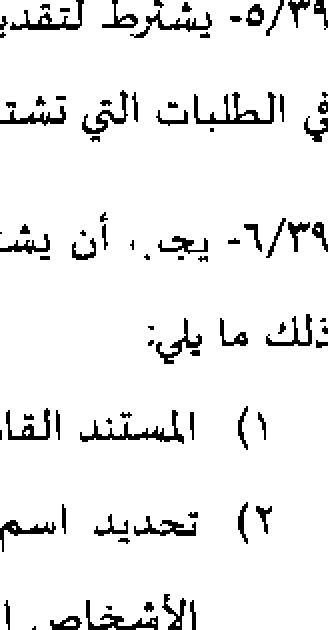 ٥/٣٩- يشترط لتقدي
في الطلبات التي تشت
٦/٣٩- أن يش
ذلك ما يلي:
١) المستند القا
٢) تحديد اسم
الأشخاص ا